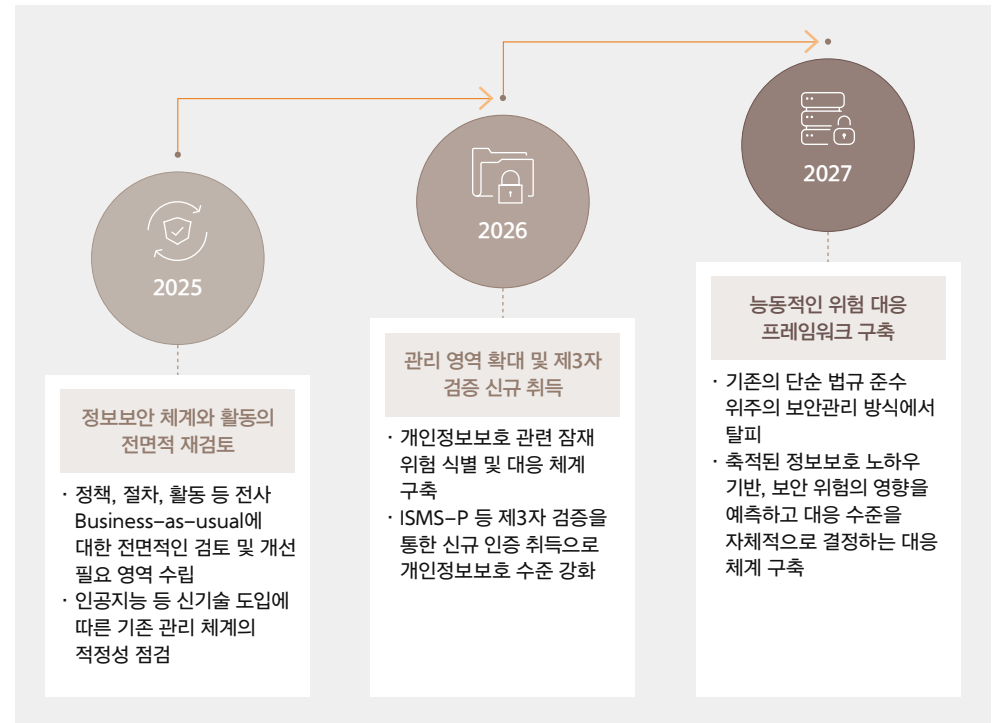 2025
정보보안 체계와 활동의
전면적 재검토
· 정책, 절차, 활동 등 전사
Business–as–usual에
대한 전면적인 검토 및 개선
필요 영역 수립
· 인공지능 등 신기술 도입에
따른 기존 관리 체계의
적정성 점검
2026
관리 영역 확대 및 제3자
검증 신규 취득
· 개인정보보호 관련 잠재
위험 식별 및 대응 체계
구축
· ISMS–P 등 제3자 검증을
통한 신규 인증 취득으로
개인정보보호 수준 강화
2027
능동적인 위험 대응
프레임워크 구축
· 기존의 단순 법규 준수
위주의 보안관리 방식에서
탈피
· 축적된 정보보호 노하우
기반, 보안 위험의 영향을
예측하고 대응 수준을
자체적으로 결정하는 대응
체계 구축